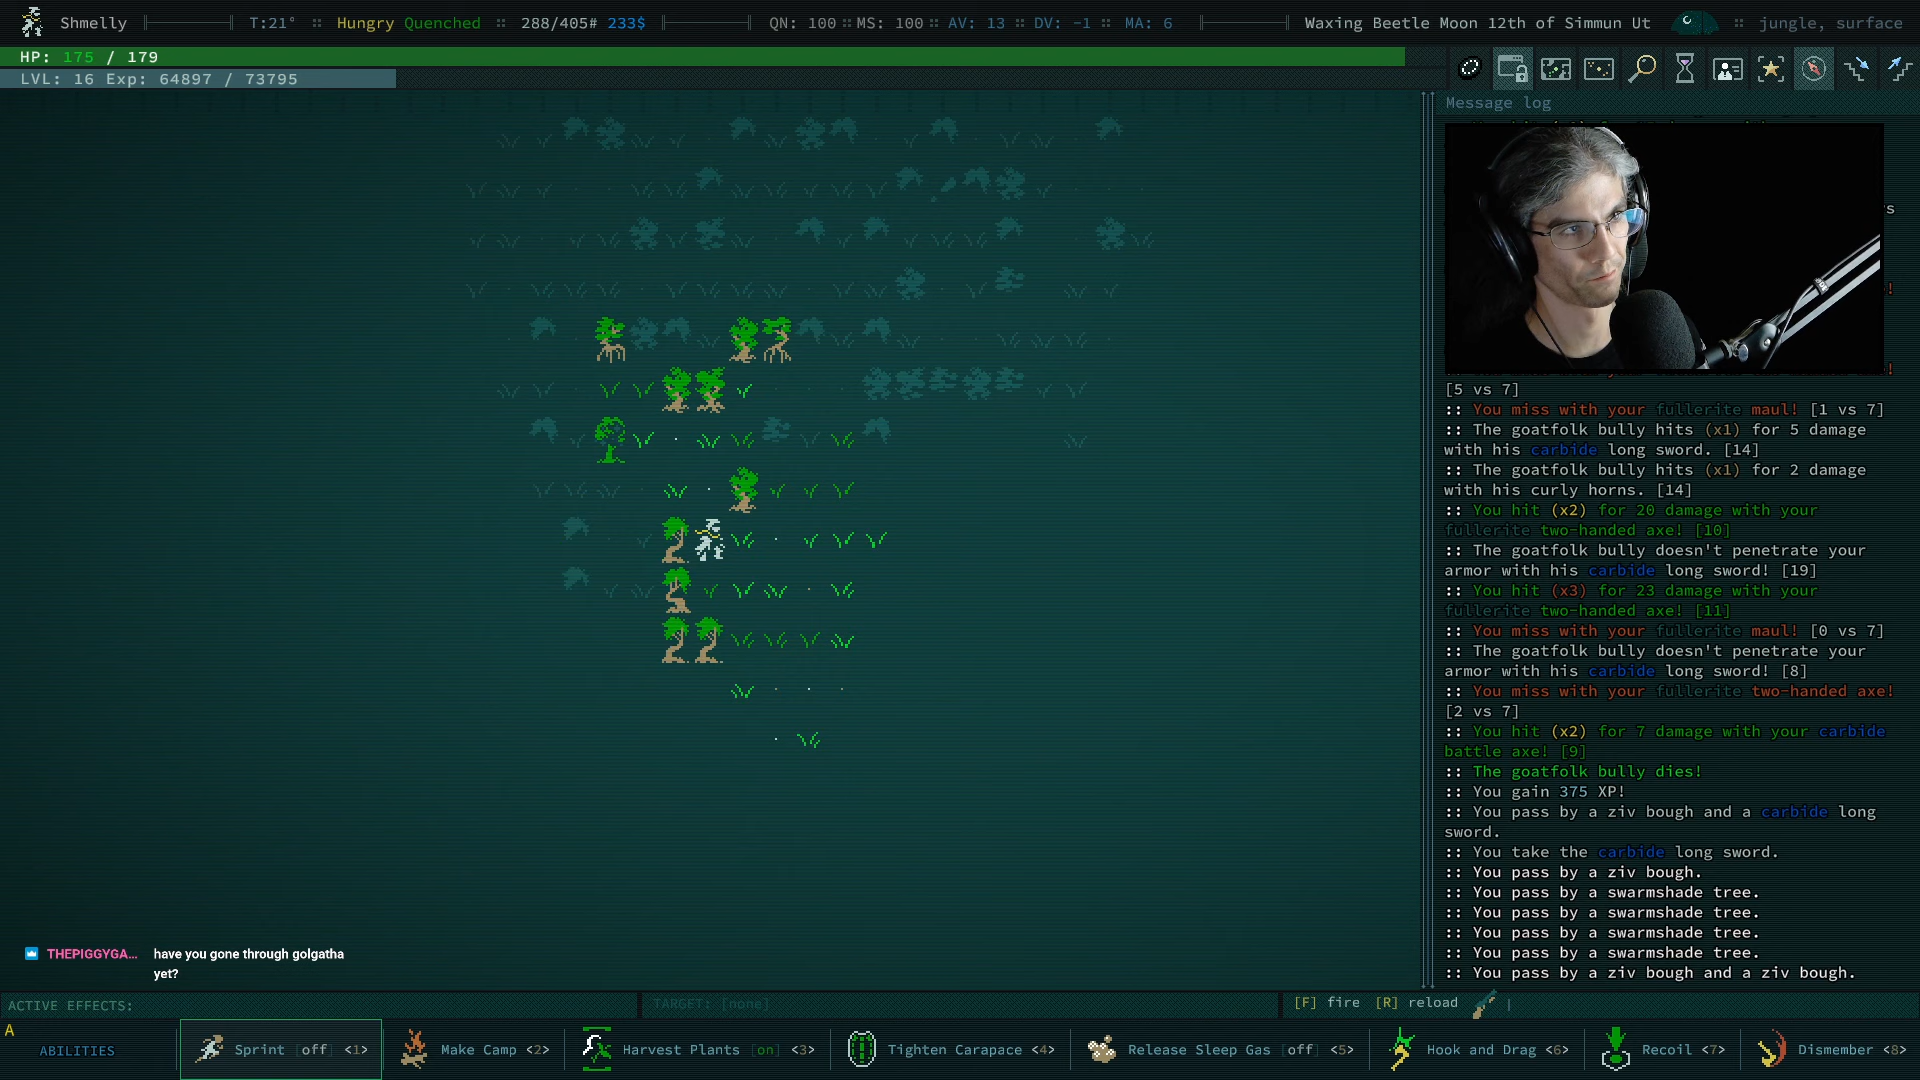 Shmelly T:21° :: Hungry Quenched :: 288/405# 233$ QN: 100 :: MS: 100 :: AV: 13 :: DV: -1 :: MA: 6 Waxing Beetle Moon 12th of Simmun Ut :: jungle, surface
HP: 175 / 179
LVL: 16 Exp: 64897 / 73795
Message log
[5 vs 7]
:: You miss with your fullerite maul! [1 vs 7]
:: The goatfolk bully hits (x1) for 5 damage
with his carbide long sword. [14]
:: The goatfolk bully hits (x1) for 2 damage
with his curly horns. [14]
:: You hit (x2) for 20 damage with your
fullerite two-handed axe! [10]
:: The goatfolk bully doesn't penetrate your
armor with his carbide long sword! [19]
:: You hit (x3) for 23 damage with your
fullerite two-handed axe! [11]
:: You miss with your fullerite maul! [0 vs 7]
:: The goatfolk bully doesn't penetrate your
armor with his carbide long sword! [8]
:: You miss with your fullerite two-handed axe!
[2 vs 7]
:: You hit (x2) for 7 damage with your carbide
battle axe! [9]
:: The goatfolk bully dies!
:: You gain 375 XP!
:: You pass by a ziv bough and a carbide long
sword.
:: You take the carbide long sword.
:: You pass by a ziv bough.
:: You pass by a swarmshade tree.
:: You pass by a swarmshade tree.
:: You pass by a swarmshade tree.
:: You pass by a swarmshade tree.
:: You pass by a ziv bough and a ziv bough.
THEPIGGYGA... have you gone through golgatha
yet?
ACTIVE EFFECTS: TARGET: [none] [F] fire [R] reload
A
ABILITIES Sprint [off] <1> Make Camp <2> Harvest Plants [on] <3> Tighten Carapace <4> Release Sleep Gas [off] <5> Hook and Drag <6> Recoil <7> Dismember <8>